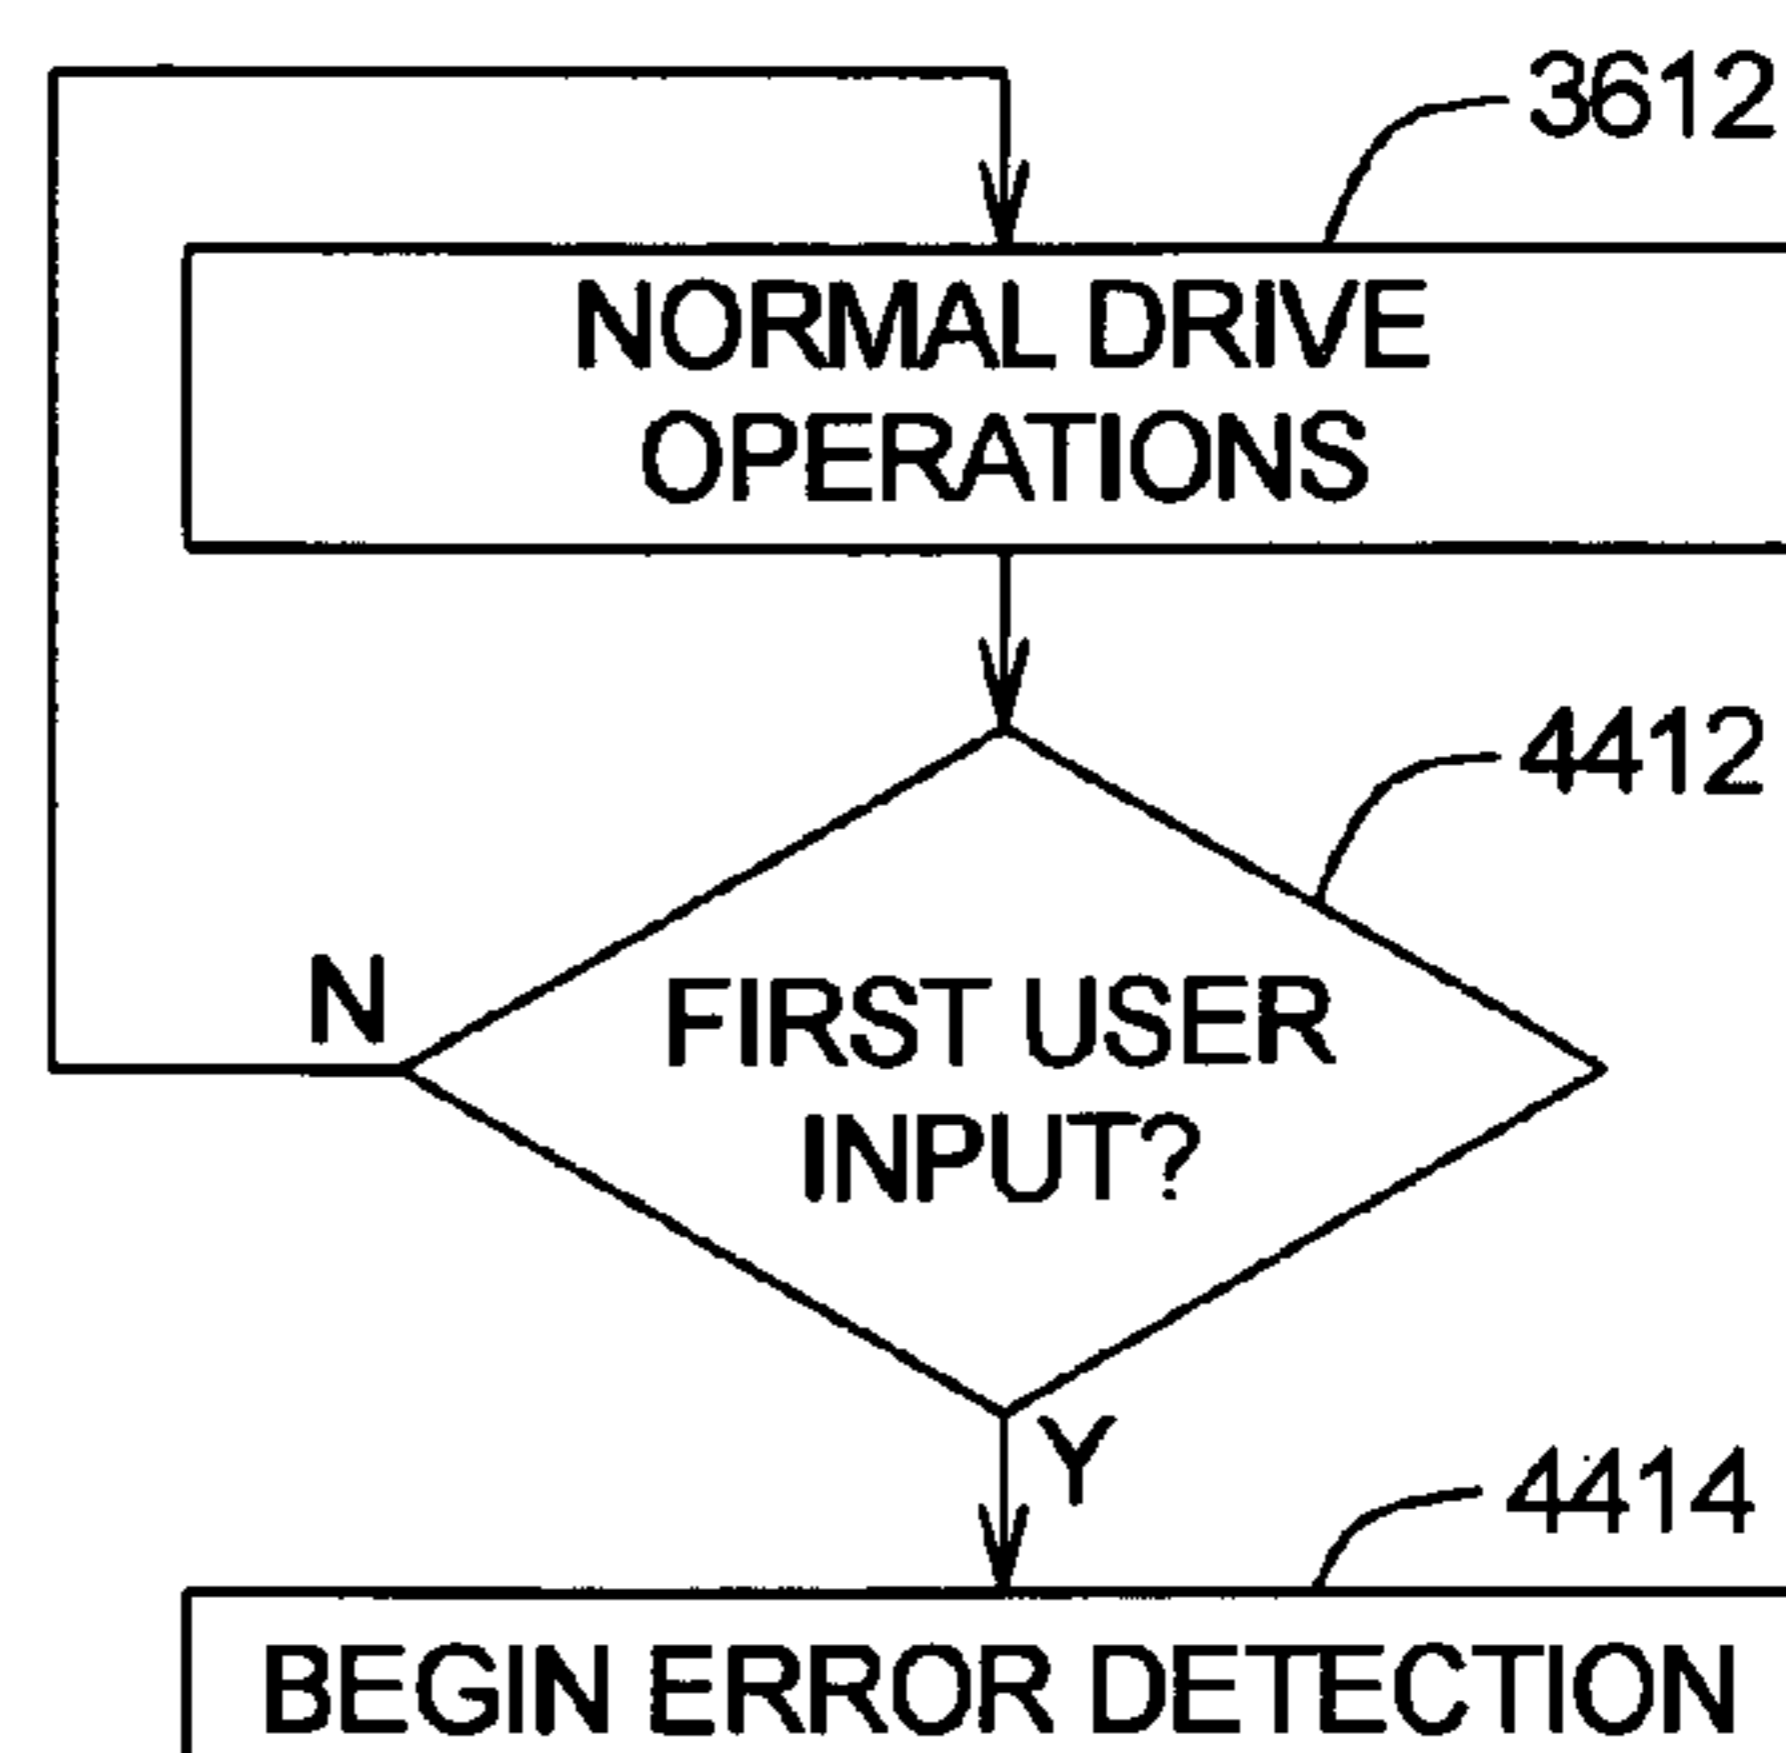 3612
NORMAL DRIVE
OPERATIONS
4412
N
FIRST USER
INPUT?
Y
4414
BEGIN ERROR DETECTION